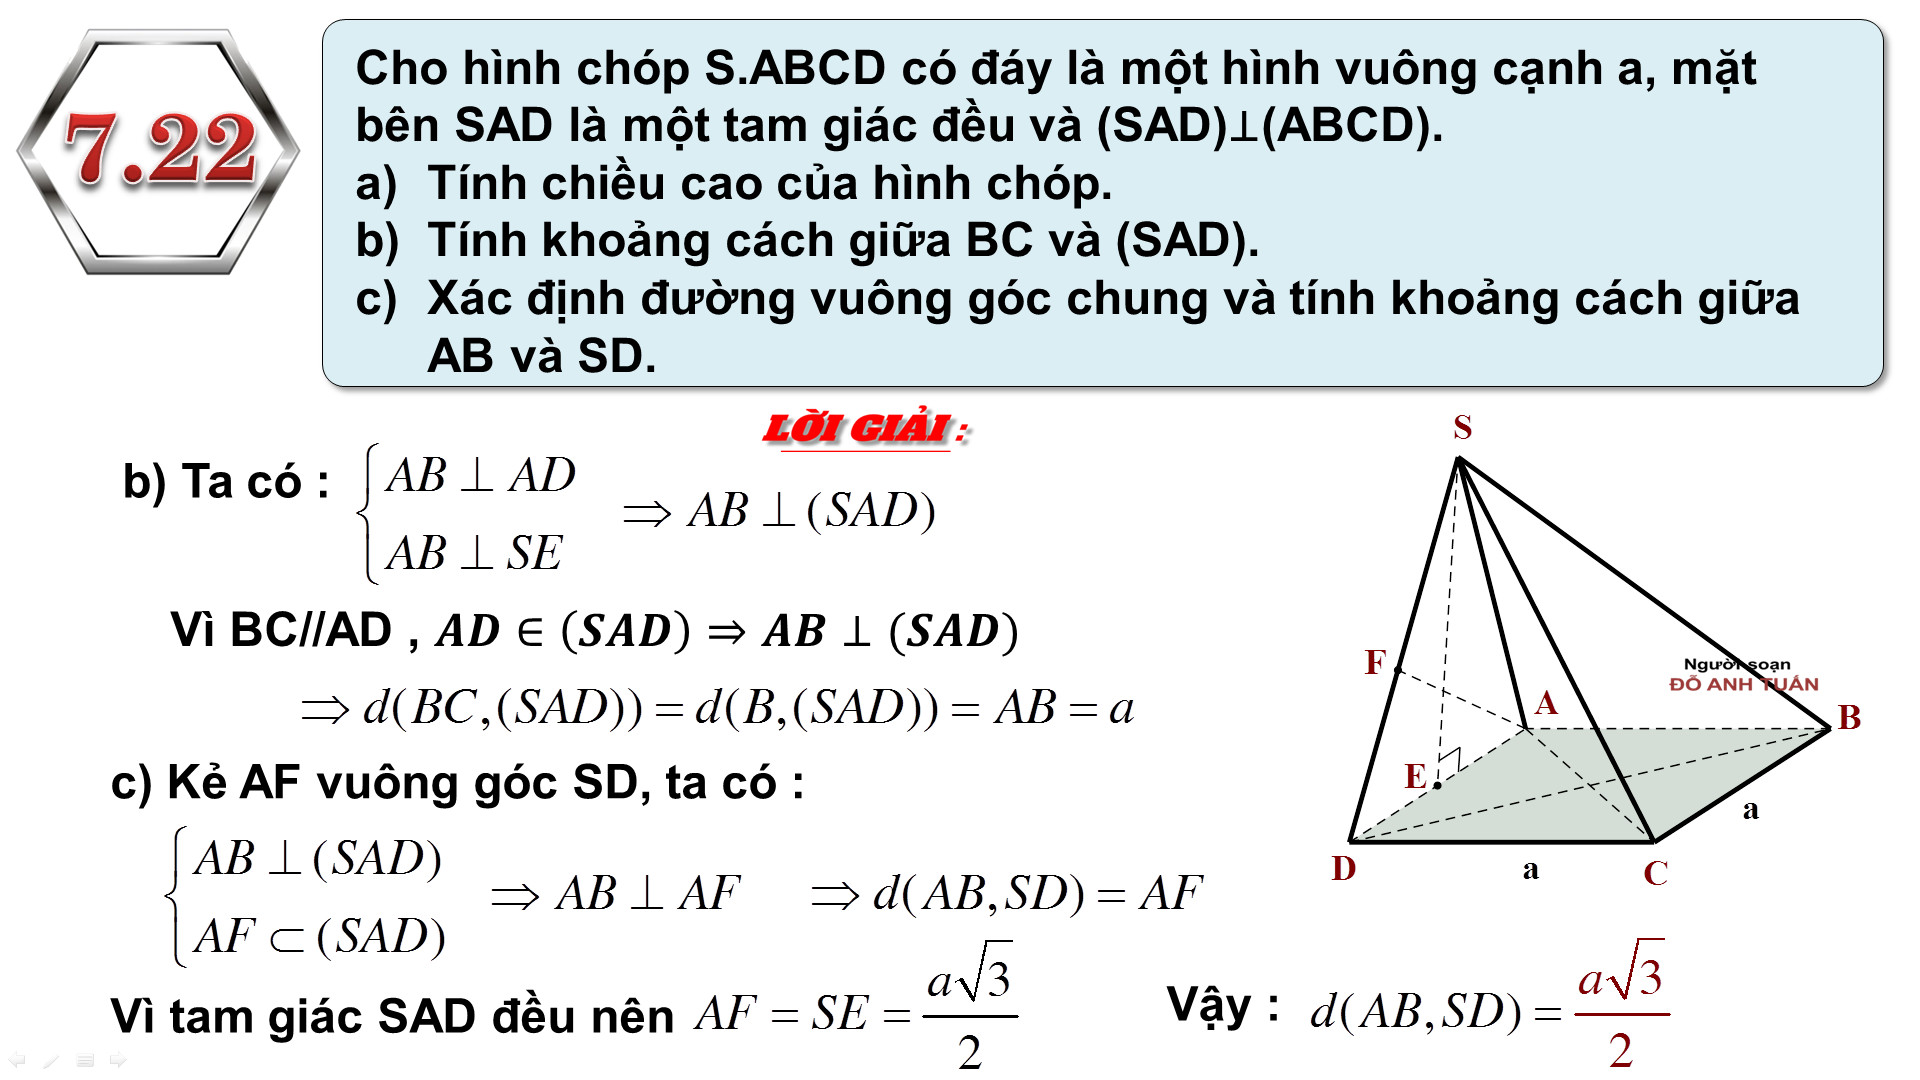 7.22
Cho hình chóp S.ABCD có đáy là một hình vuông cạnh a, mặt
bên SAD là một tam giác đều và (SAD)⊥(ABCD).
a) Tính chiều cao của hình chóp.
b) Tính khoảng cách giữa BC và (SAD).
c) Xác định đường vuông góc chung và tính khoảng cách giữa
AB và SD.
LỜI GIẢI :
b) Ta có : { AB ⊥ AD
AB ⊥ SE
⇒ AB ⊥ (SAD)
Vì BC//AD , AD ∈ (SAD) ⇒ AB ⊥ (SAD)
⇒ d(BC,(SAD)) = d(B,(SAD)) = AB = a
c) Kẻ AF vuông góc SD, ta có :
{ AB ⊥ (SAD)
AF ⊂ (SAD)
⇒ AB ⊥ AF ⇒ d(AB,SD) = AF
Vì tam giác SAD đều nên AF = SE = a√3/2
Vậy : d(AB,SD) = a√3/2
S
F
Người soạn
ĐỖ ANH TUẤN
A
B
E
a
D
a
C